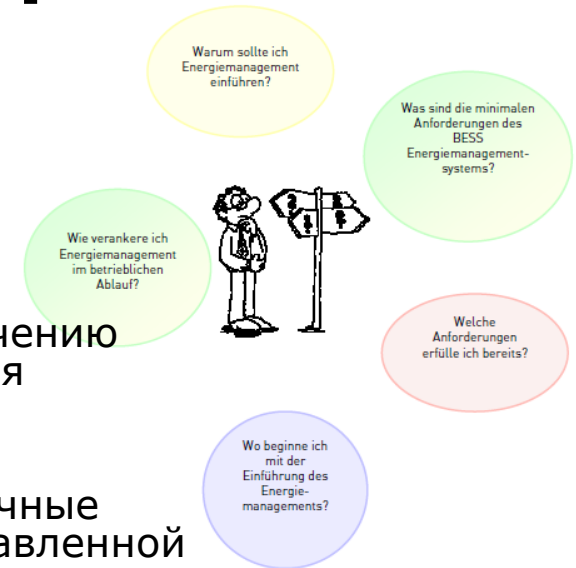 Warum sollte ich
Energiemanagement
einführen?
Was sind die minimalen
Anforderungen des
BESS
Energiemanagement-
systems?
Wie verankere ich
Energiemanagement
im betrieblichen
Ablauf?
Welche
Anforderungen
erfülle ich bereits?
Wo beginne ich
mit der
Einführung des
Energie-
managements?
чению
я
чные
авленной